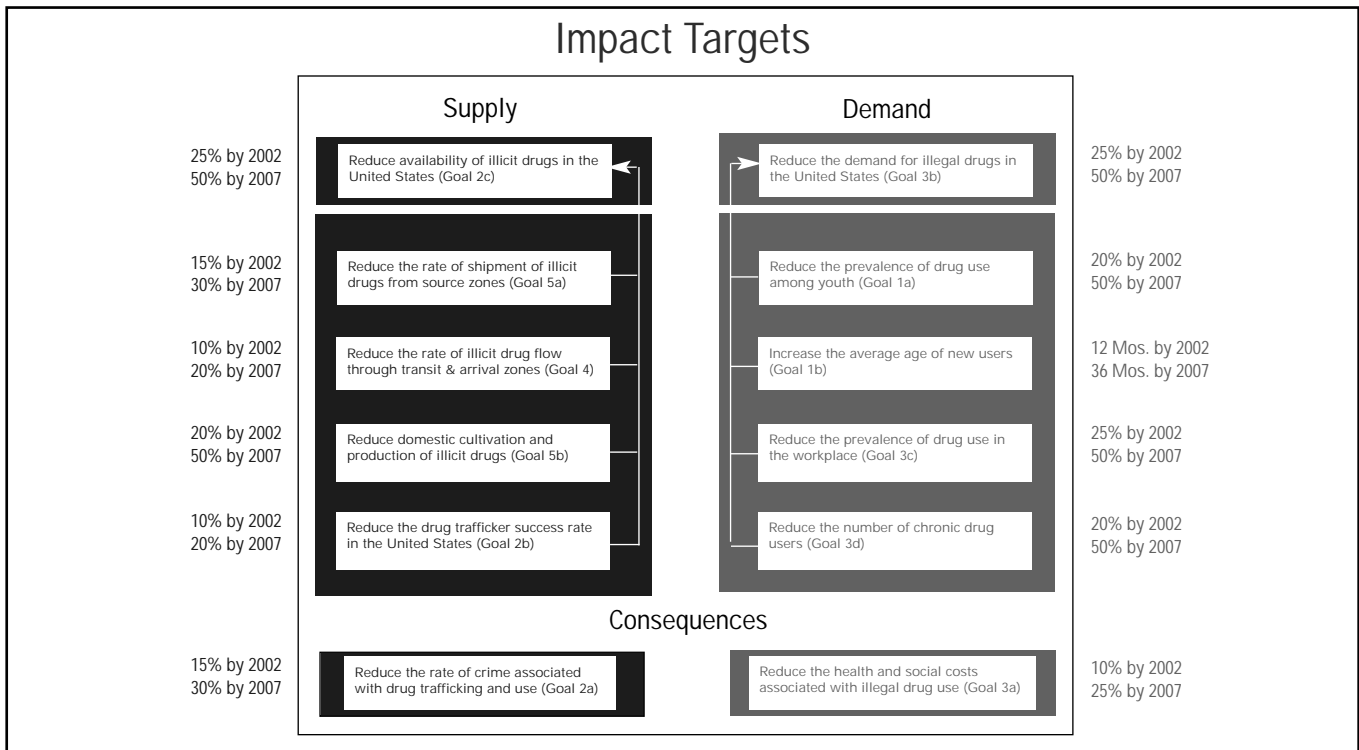 Impact Targets
Supply
25% by 2002
50% by 2007
Reduce availability of illicit drugs in the
United States (Goal 2c)
15% by 2002
30% by 2007
Reduce the rate of shipment of illicit
drugs from source zones (Goal 5a)
10% by 2002
20% by 2007
Reduce the rate of illicit drug flow
through transit & arrival zones (Goal 4)
20% by 2002
50% by 2007
Reduce domestic cultivation and
production of illicit drugs (Goal 5b)
10% by 2002
20% by 2007
Reduce the drug trafficker success rate
in the United States (Goal 2b)
Demand
Reduce the demand for illegal drugs in
the United States (Goal 3b)
25% by 2002
50% by 2007
Reduce the prevalence of drug use
among youth (Goal 1a)
20% by 2002
50% by 2007
Increase the average age of new users
(Goal 1b)
12 Mos. by 2002
36 Mos. by 2007
Reduce the prevalence of drug use in
the workplace (Goal 3c)
25% by 2002
50% by 2007
Reduce the number of chronic drug
users (Goal 3d)
20% by 2002
50% by 2007
Consequences
15% by 2002
30% by 2007
Reduce the rate of crime associated
with drug trafficking and use (Goal 2a)
Reduce the health and social costs
associated with illegal drug use (Goal 3a)
10% by 2002
25% by 2007